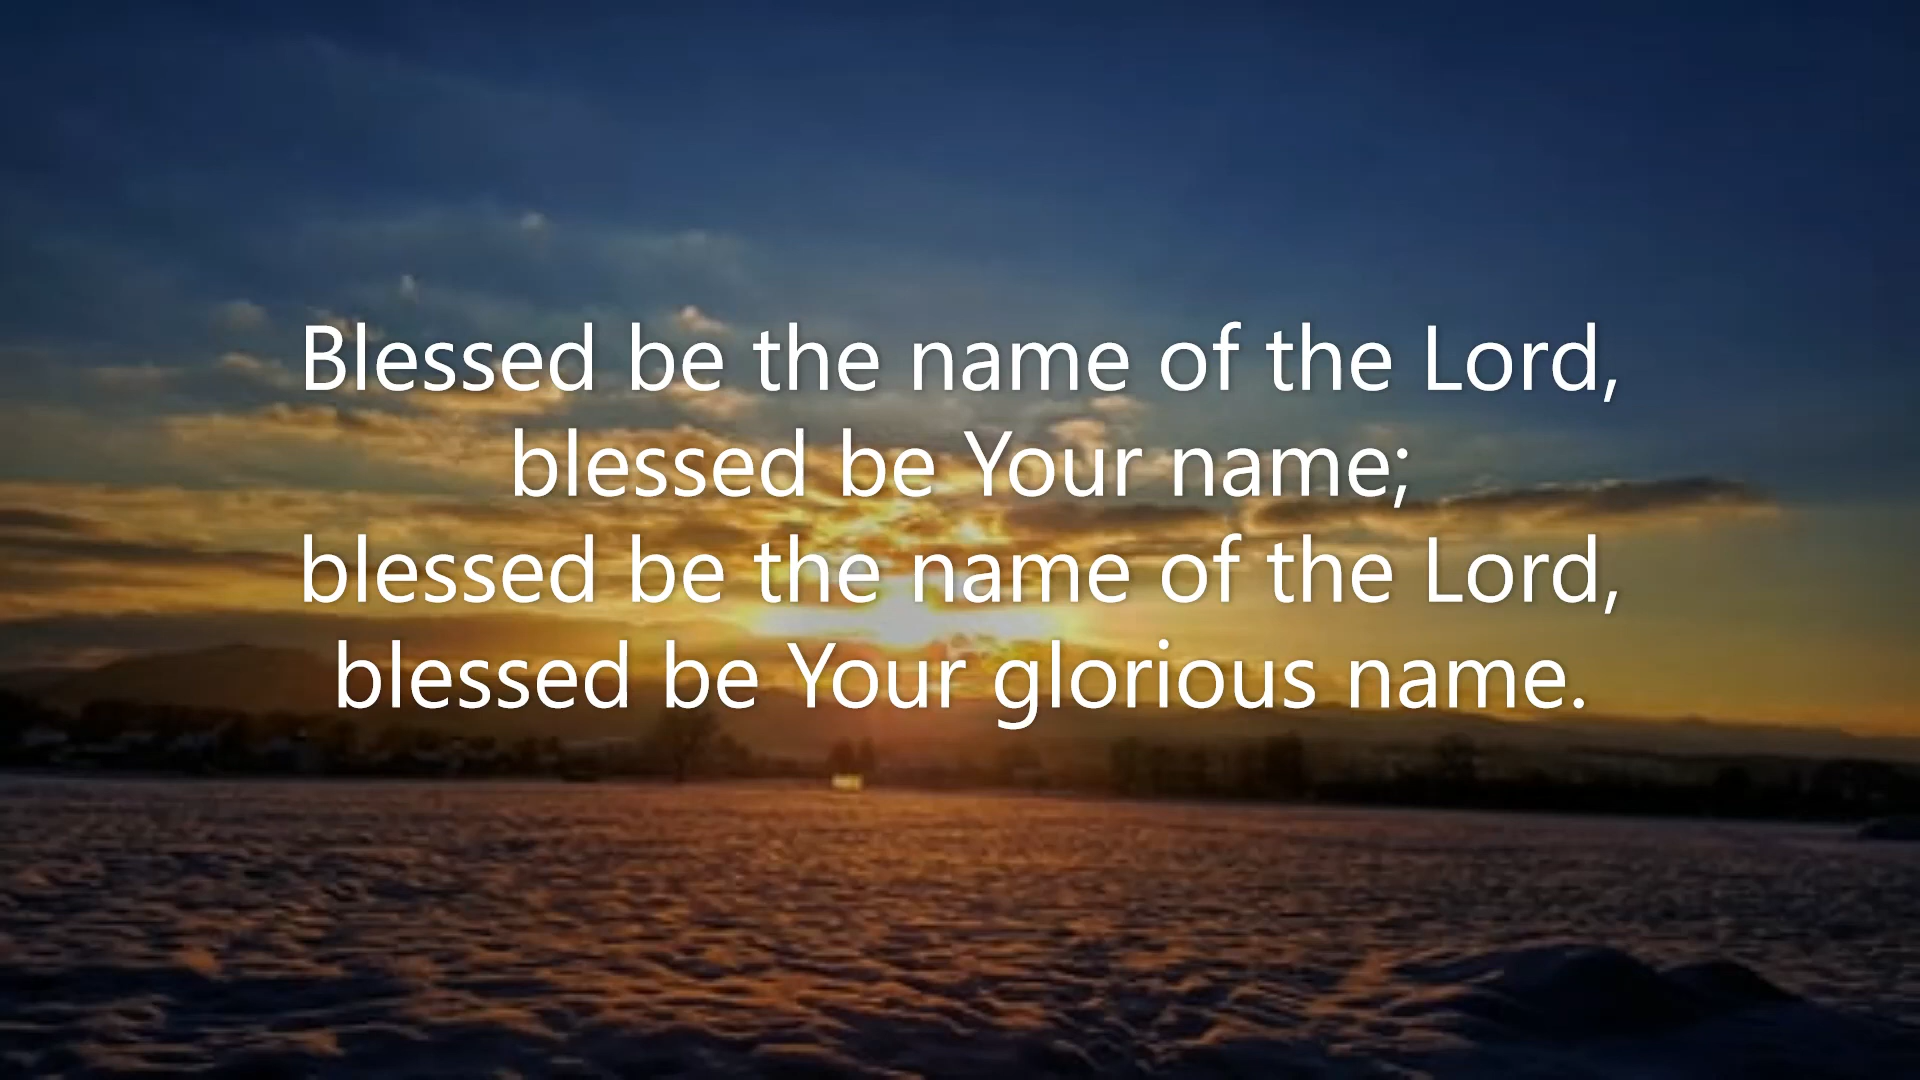 Blessed be the name of the Lord,
blessed be Your name;
blessed be the name of the Lord,
blessed be Your glorious name.